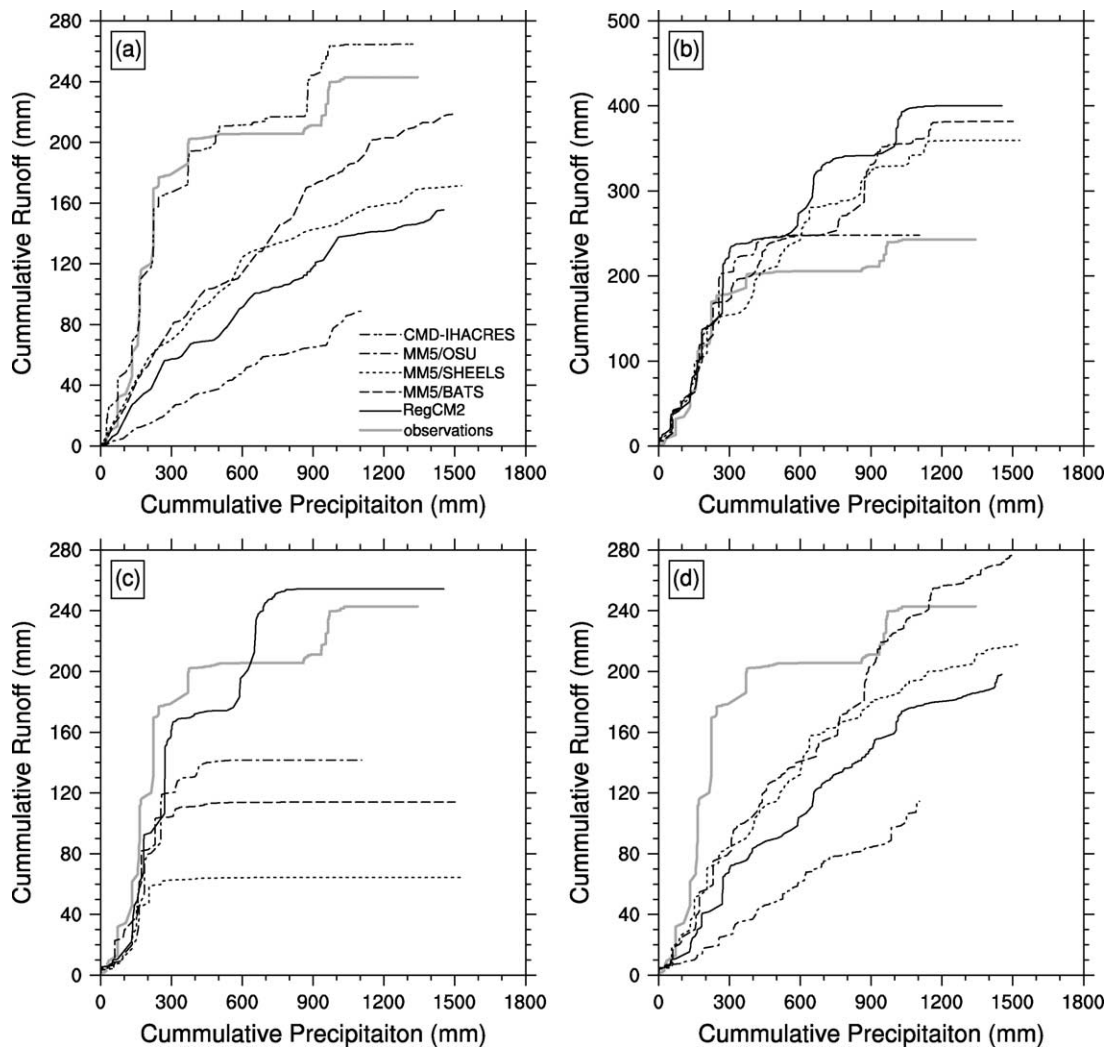 (a)
280
240
200
160
120
80
40
0
Cummulative Runoff (mm)
0 300 600 900 1200 1500 1800
Cummulative Precipitaiton (mm)
CMD-IHACRES
MM5/OSU
MM5/SHEELS
MM5/BATS
RegCM2
observations
(b)
500
400
300
200
100
0
Cummulative Runoff (mm)
0 300 600 900 1200 1500 1800
Cummulative Precipitaiton (mm)
(c)
280
240
200
160
120
80
40
0
Cummulative Runoff (mm)
0 300 600 900 1200 1500 1800
Cummulative Precipitaiton (mm)
(d)
280
240
200
160
120
80
40
0
Cummulative Runoff (mm)
0 300 600 900 1200 1500 1800
Cummulative Precipitaiton (mm)